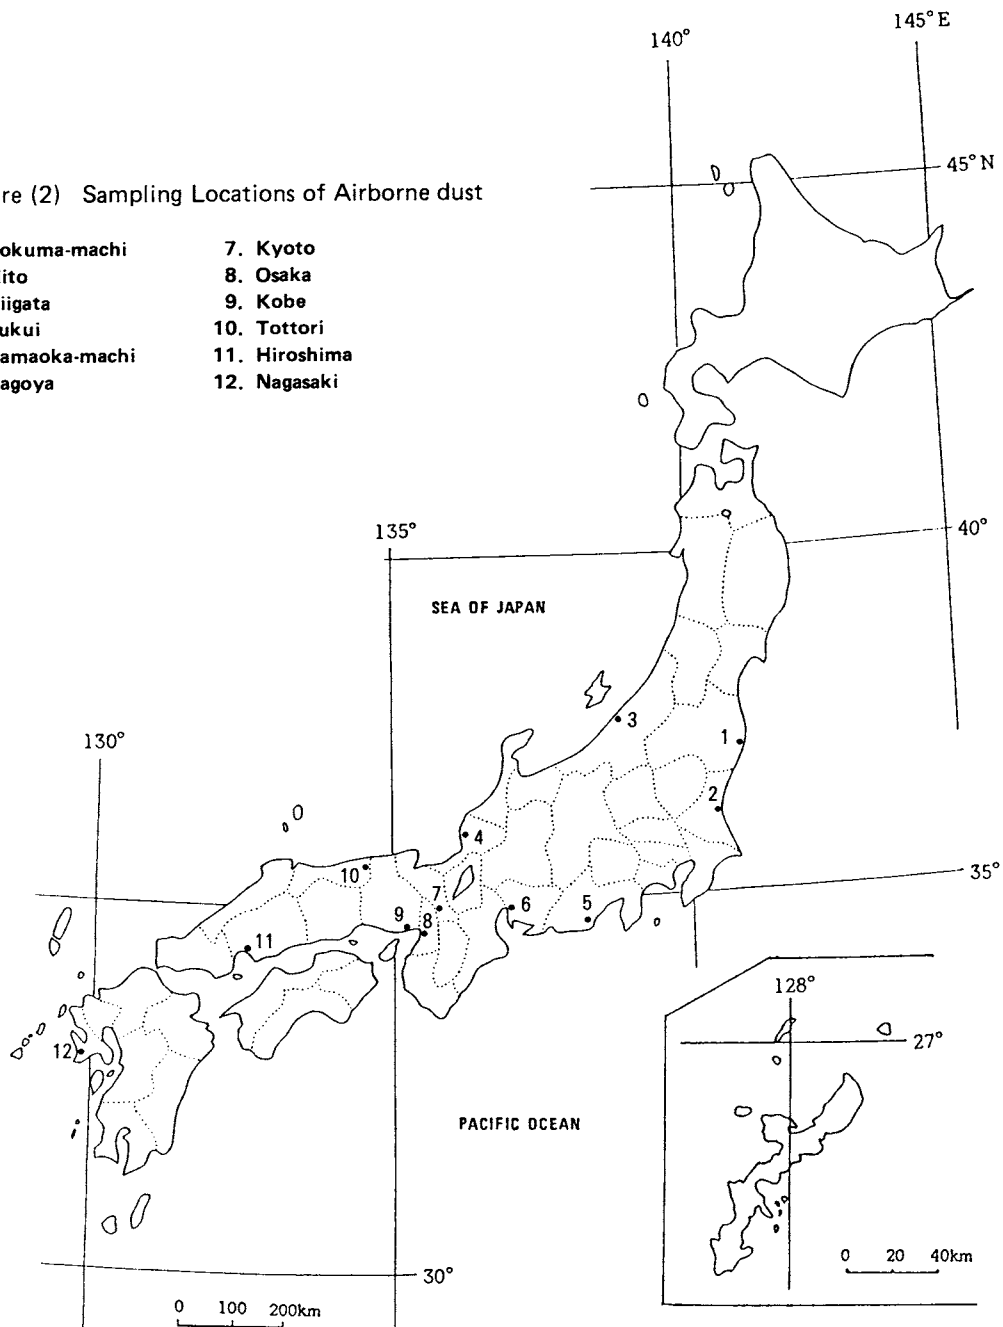 145° E
140°
45° N
re (2) Sampling Locations of Airborne dust
okuma-machi 7. Kyoto
ito 8. Osaka
iigata 9. Kobe
ukui 10. Tottori
amaoka-machi 11. Hiroshima
agoya 12. Nagasaki
135°
40°
SEA OF JAPAN
3
1
130°
2
4
10
35°
7
6
5
9
8
11
128°
27°
12
PACIFIC OCEAN
0 20 40km
30°
0 100 200km